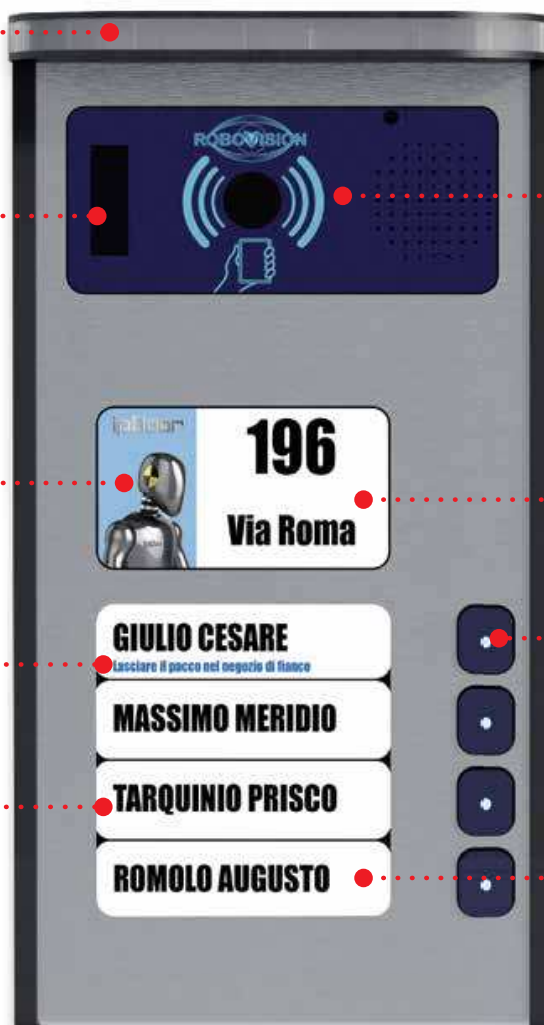 ROBOVISION
196
Via Roma
GIULIO CESARE
Lasciare il pacco nel negozio di fianco
MASSIMO MERIDIO
TARQUINIO PRISCO
ROMOLO AUGUSTO